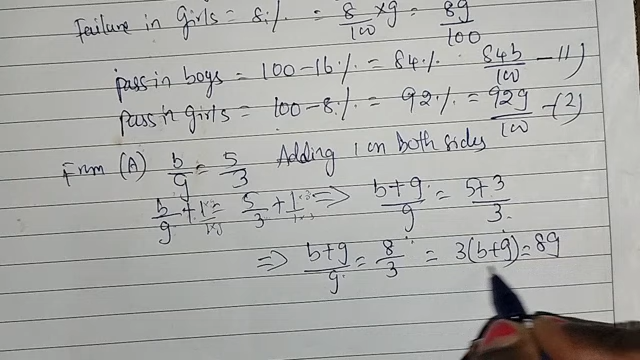 Failure in Girls = 8.% = 8/100 × g = 8g/100
pass in boys = 100-16.% = 84.% 84b/100 - (1)
pass in girls = 100-8.% = 92.% = 92g/100 - (2)
From (A) b/g = 5/3 Adding 1 on both sides
b/g + 1 = 5/3 + 1 ⇒ b+g/g = 5+3/3.
⇒ b+g/g = 8/3 = 3(b+g) = 8g